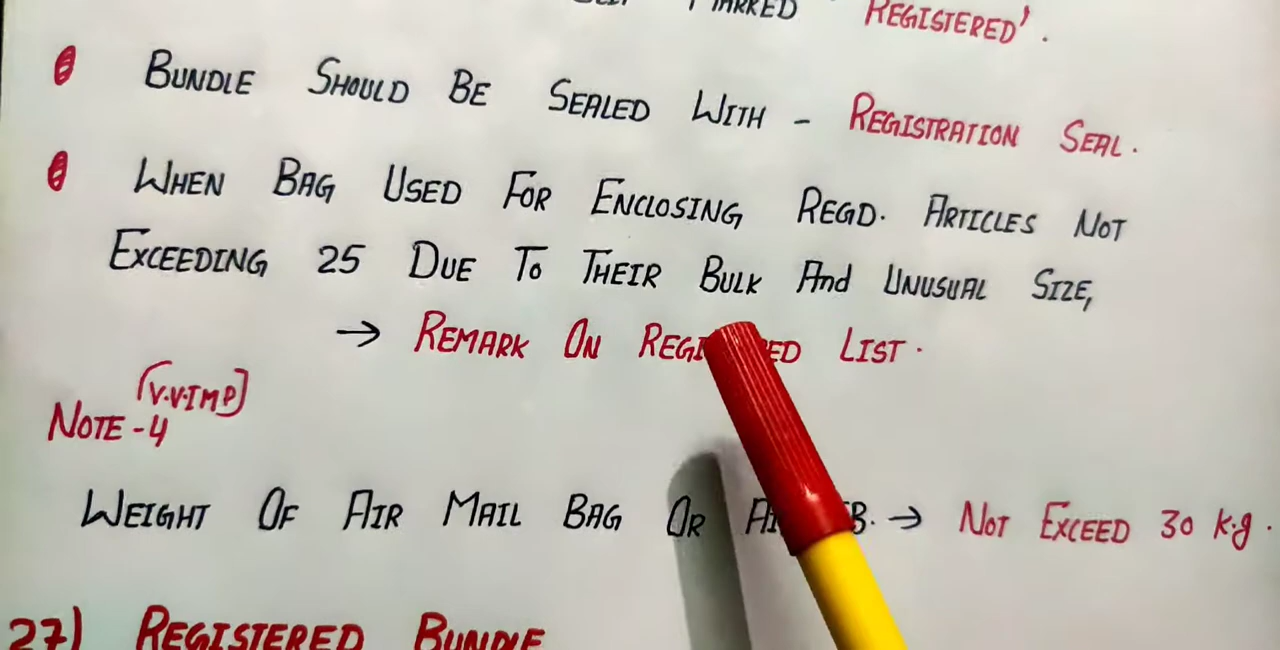 MARKED REGISTERED'.
BUNDLE SHOULD BE SEALED WITH - REGISTRATION SEAL.
WHEN BAG USED FOR ENCLOSING REGD. ARTICLES NOT
EXCEEDING 25 DUE TO THEIR BULK And UNUSUAL SIZE,
→ REMARK ON LIST.
(V.V.IMP]
NOTE-4
WEIGHT OF AIR MAIL BAG OR → NOT EXCEED 30 k.g.
27) REGISTERED BUNDLE